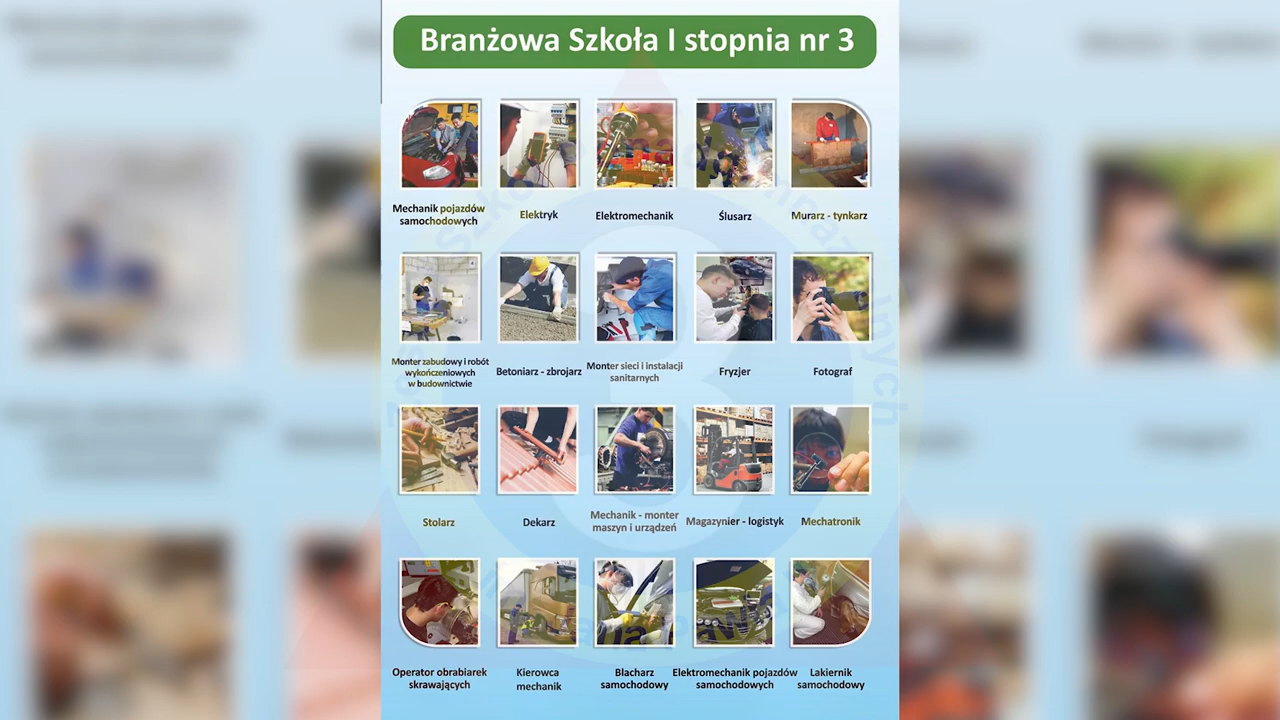 Branżowa Szkoła I stopnia nr 3
Mechanik pojazdów
samochodowych
Elektryk
Elektromechanik
Ślusarz
Murarz - tynkarz
Monter zabudowy i robót
wykończeniowych
w budownictwie
Betoniarz - zbrojarz
Monter sieci i instalacji
sanitarnych
Fryzjer
Fotograf
Stolarz
Dekarz
Mechanik - monter
maszyn i urządzeń
Magazynier - logistyk
Mechatronik
Operator obrabiarek
skrawających
Kierowca
mechanik
Blacharz
samochodowy
Elektromechanik pojazdów
samochodowych
Lakiernik
samochodowy
3